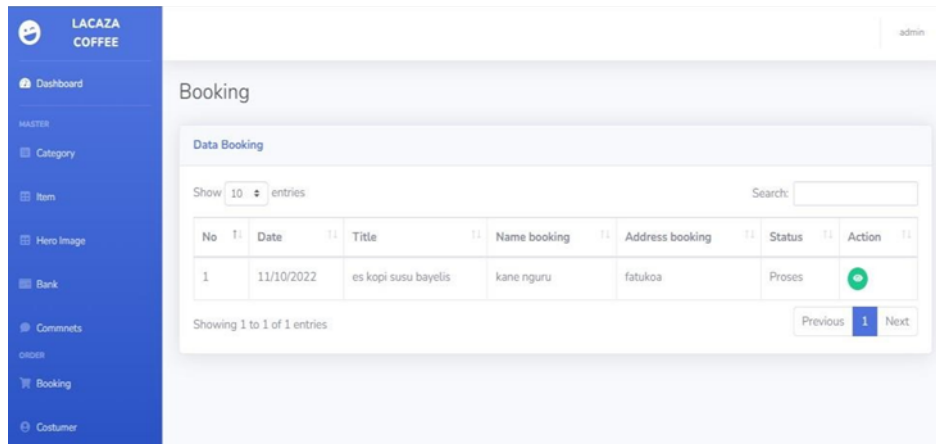 LACAZA
COFFEE
admin
Dashboard
Booking
MASTER
Data Booking
Category
Show 10 entries
Search:
Item
No Date Title Name booking Address booking Status Action
Hero Image
1 11/10/2022 es kopi susu bayelis kane nguru fatukoa Proses
Bank
Showing 1 to 1 of 1 entries
Previous 1 Next
Commnets
ORDER
Booking
Costumer